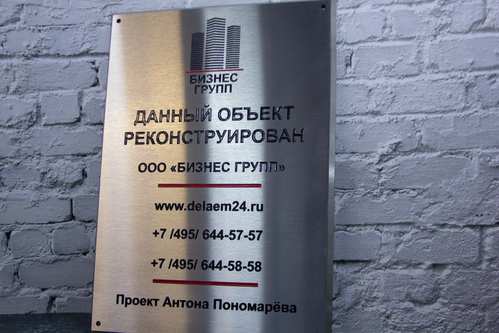 БИЗНЕС
ГРУПП
ДАННЫЙ ОБЪЕКТ
РЕКОНСТРУИРОВАН
ООО «БИЗНЕС ГРУПП»
www.delaem24.ru
+7 /495/ 644-57-57
+7 /495/ 644-58-58
Проект Антона Пономарёва